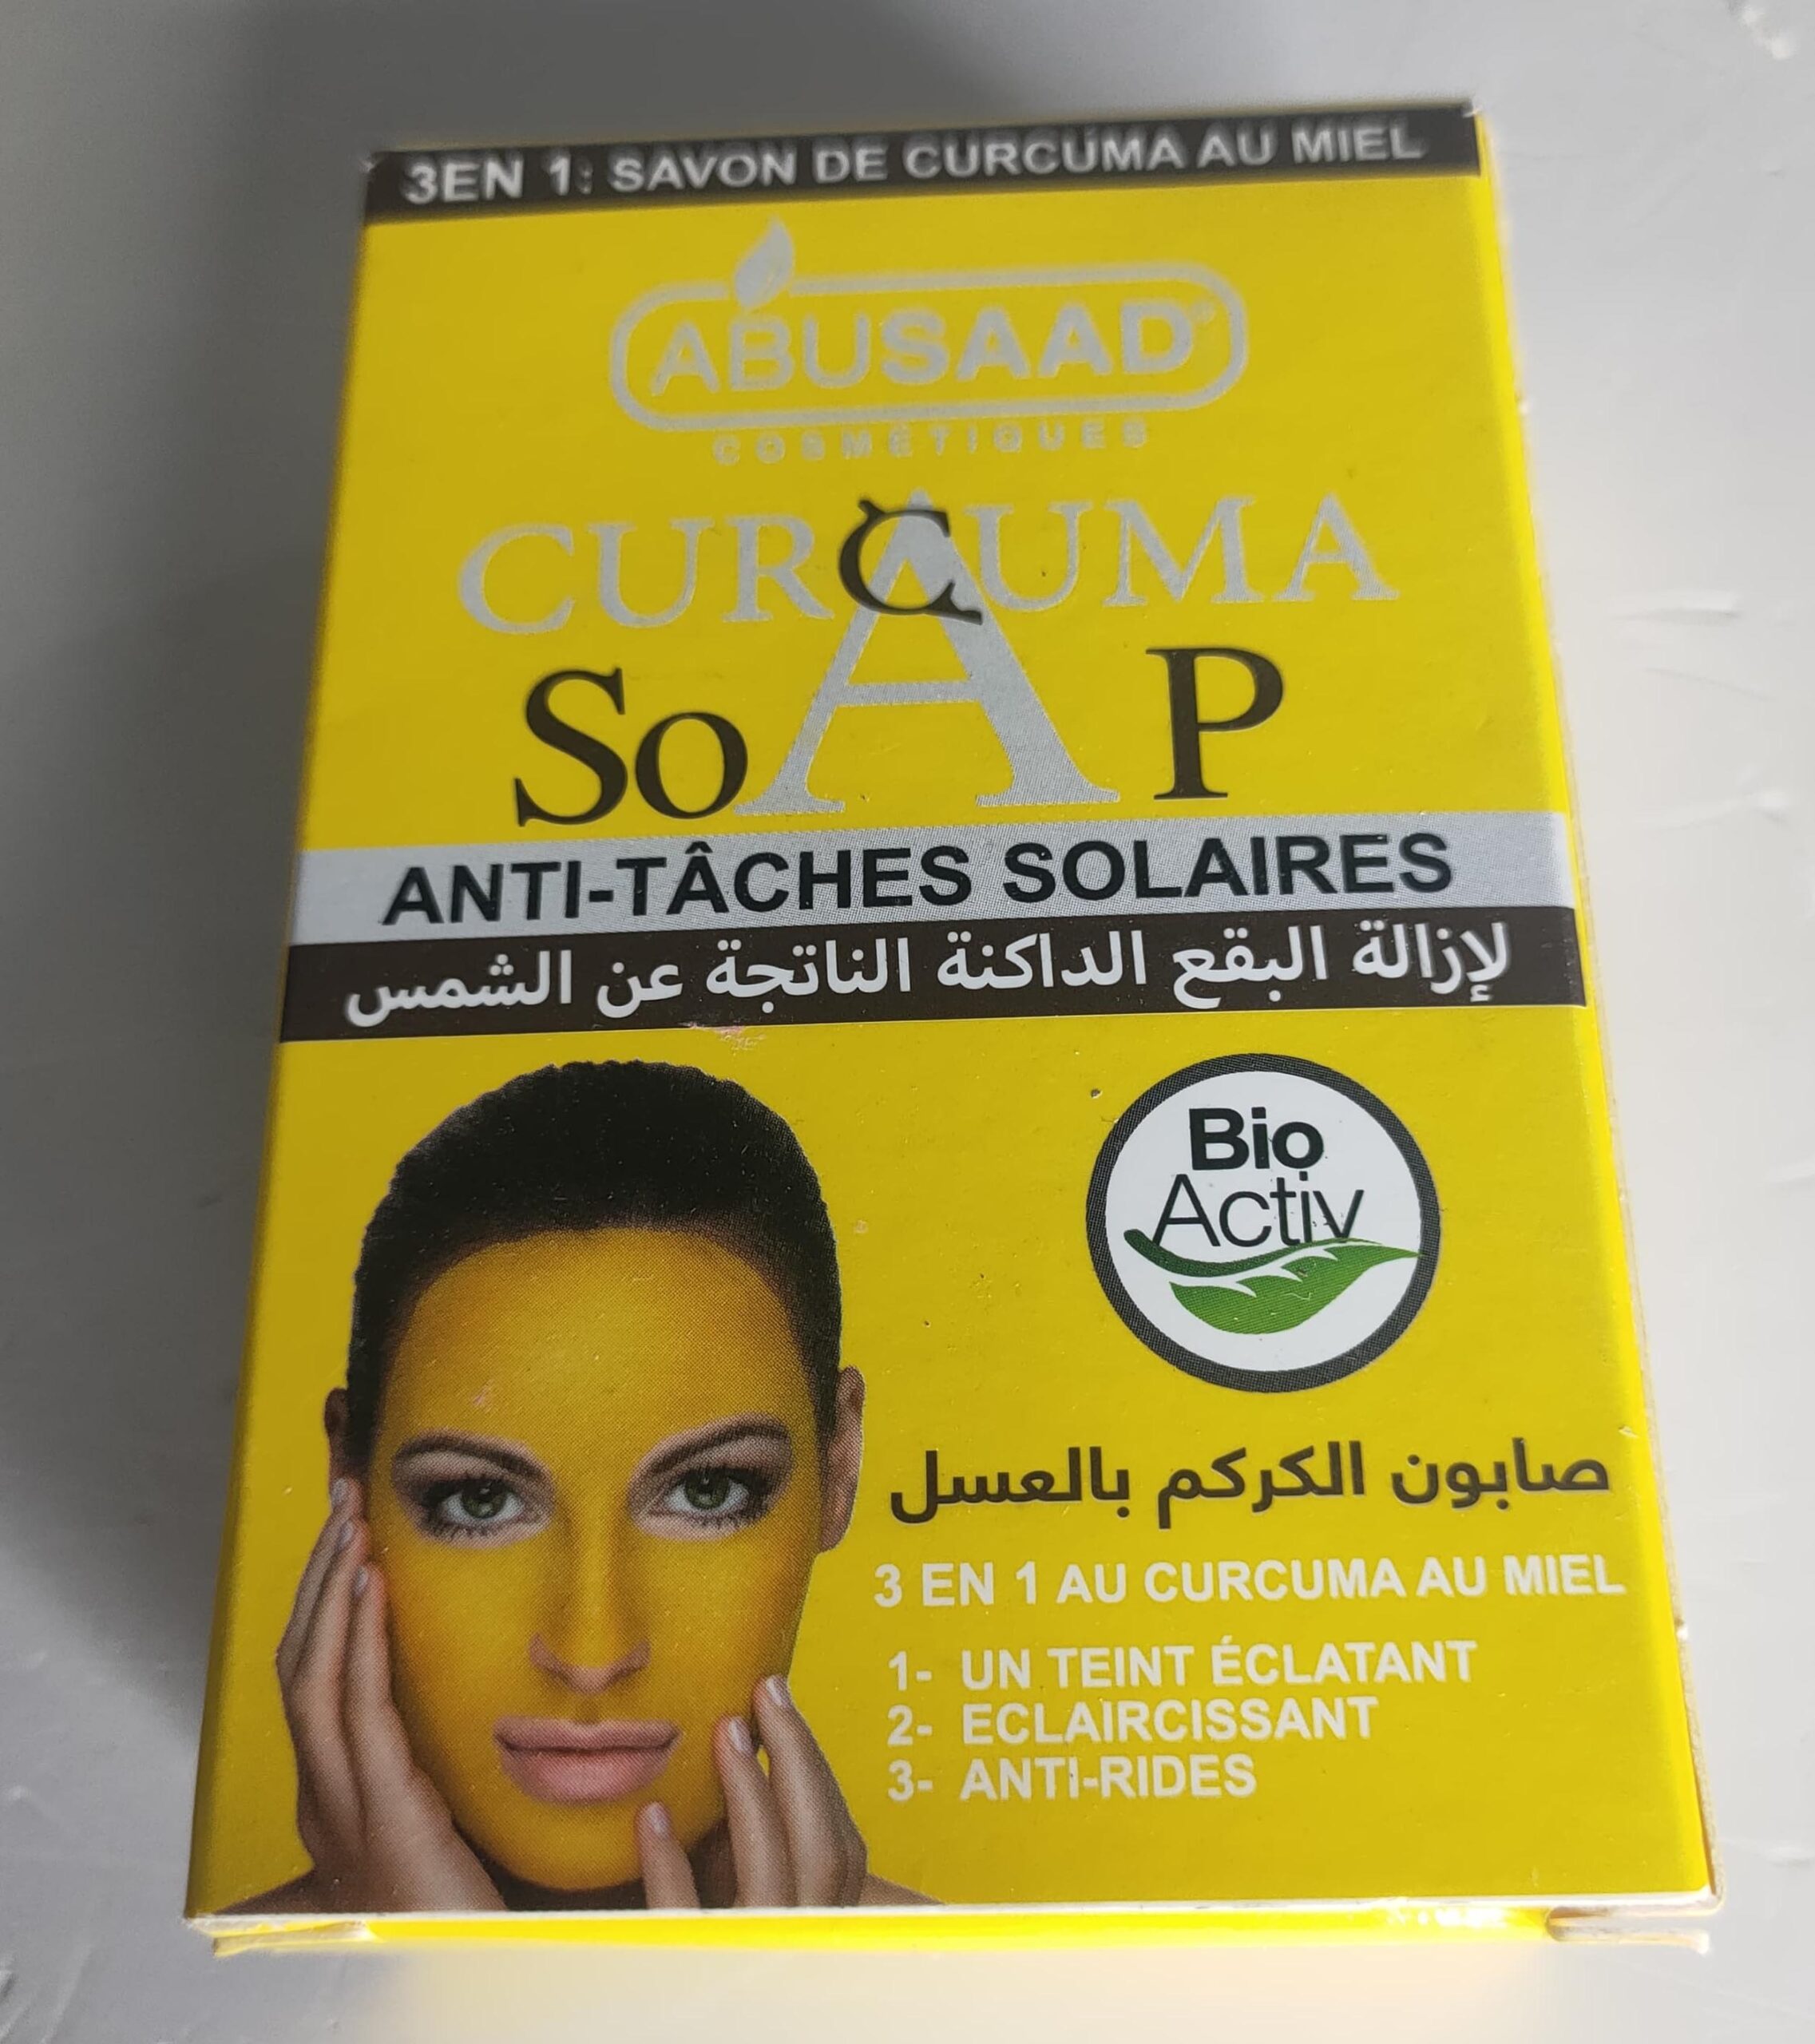 3EN 1: SAVON DE CURCUMA AU MIEL
ABUSAAD®
COSMÉTIQUES
CURCUMA
SoAP
ANTI-TÂCHES SOLAIRES
لإزالة البقع الداكنة الناتجة عن الشمس
Bio
Activ
صابون الكركم بالعسل
3 EN 1 AU CURCUMA AU MIEL
1- UN TEINT ÉCLATANT
2- ECLAIRCISSANT
3- ANTI-RIDES